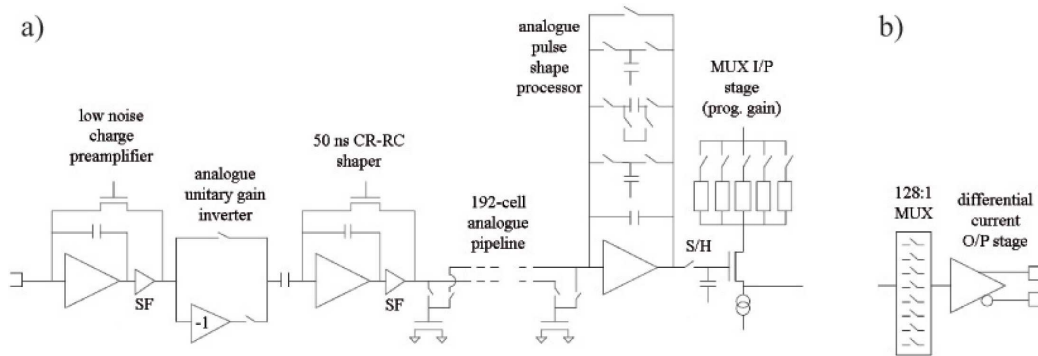 a)
low noise
charge
preamplifier
SF
analogue
unitary gain
inverter
-1
50 ns CR-RC
shaper
SF
192-cell
analogue
pipeline
analogue
pulse
shape
processor
S/H
MUX I/P
stage
(prog. gain)
b)
128:1
MUX
differential
current
O/P stage